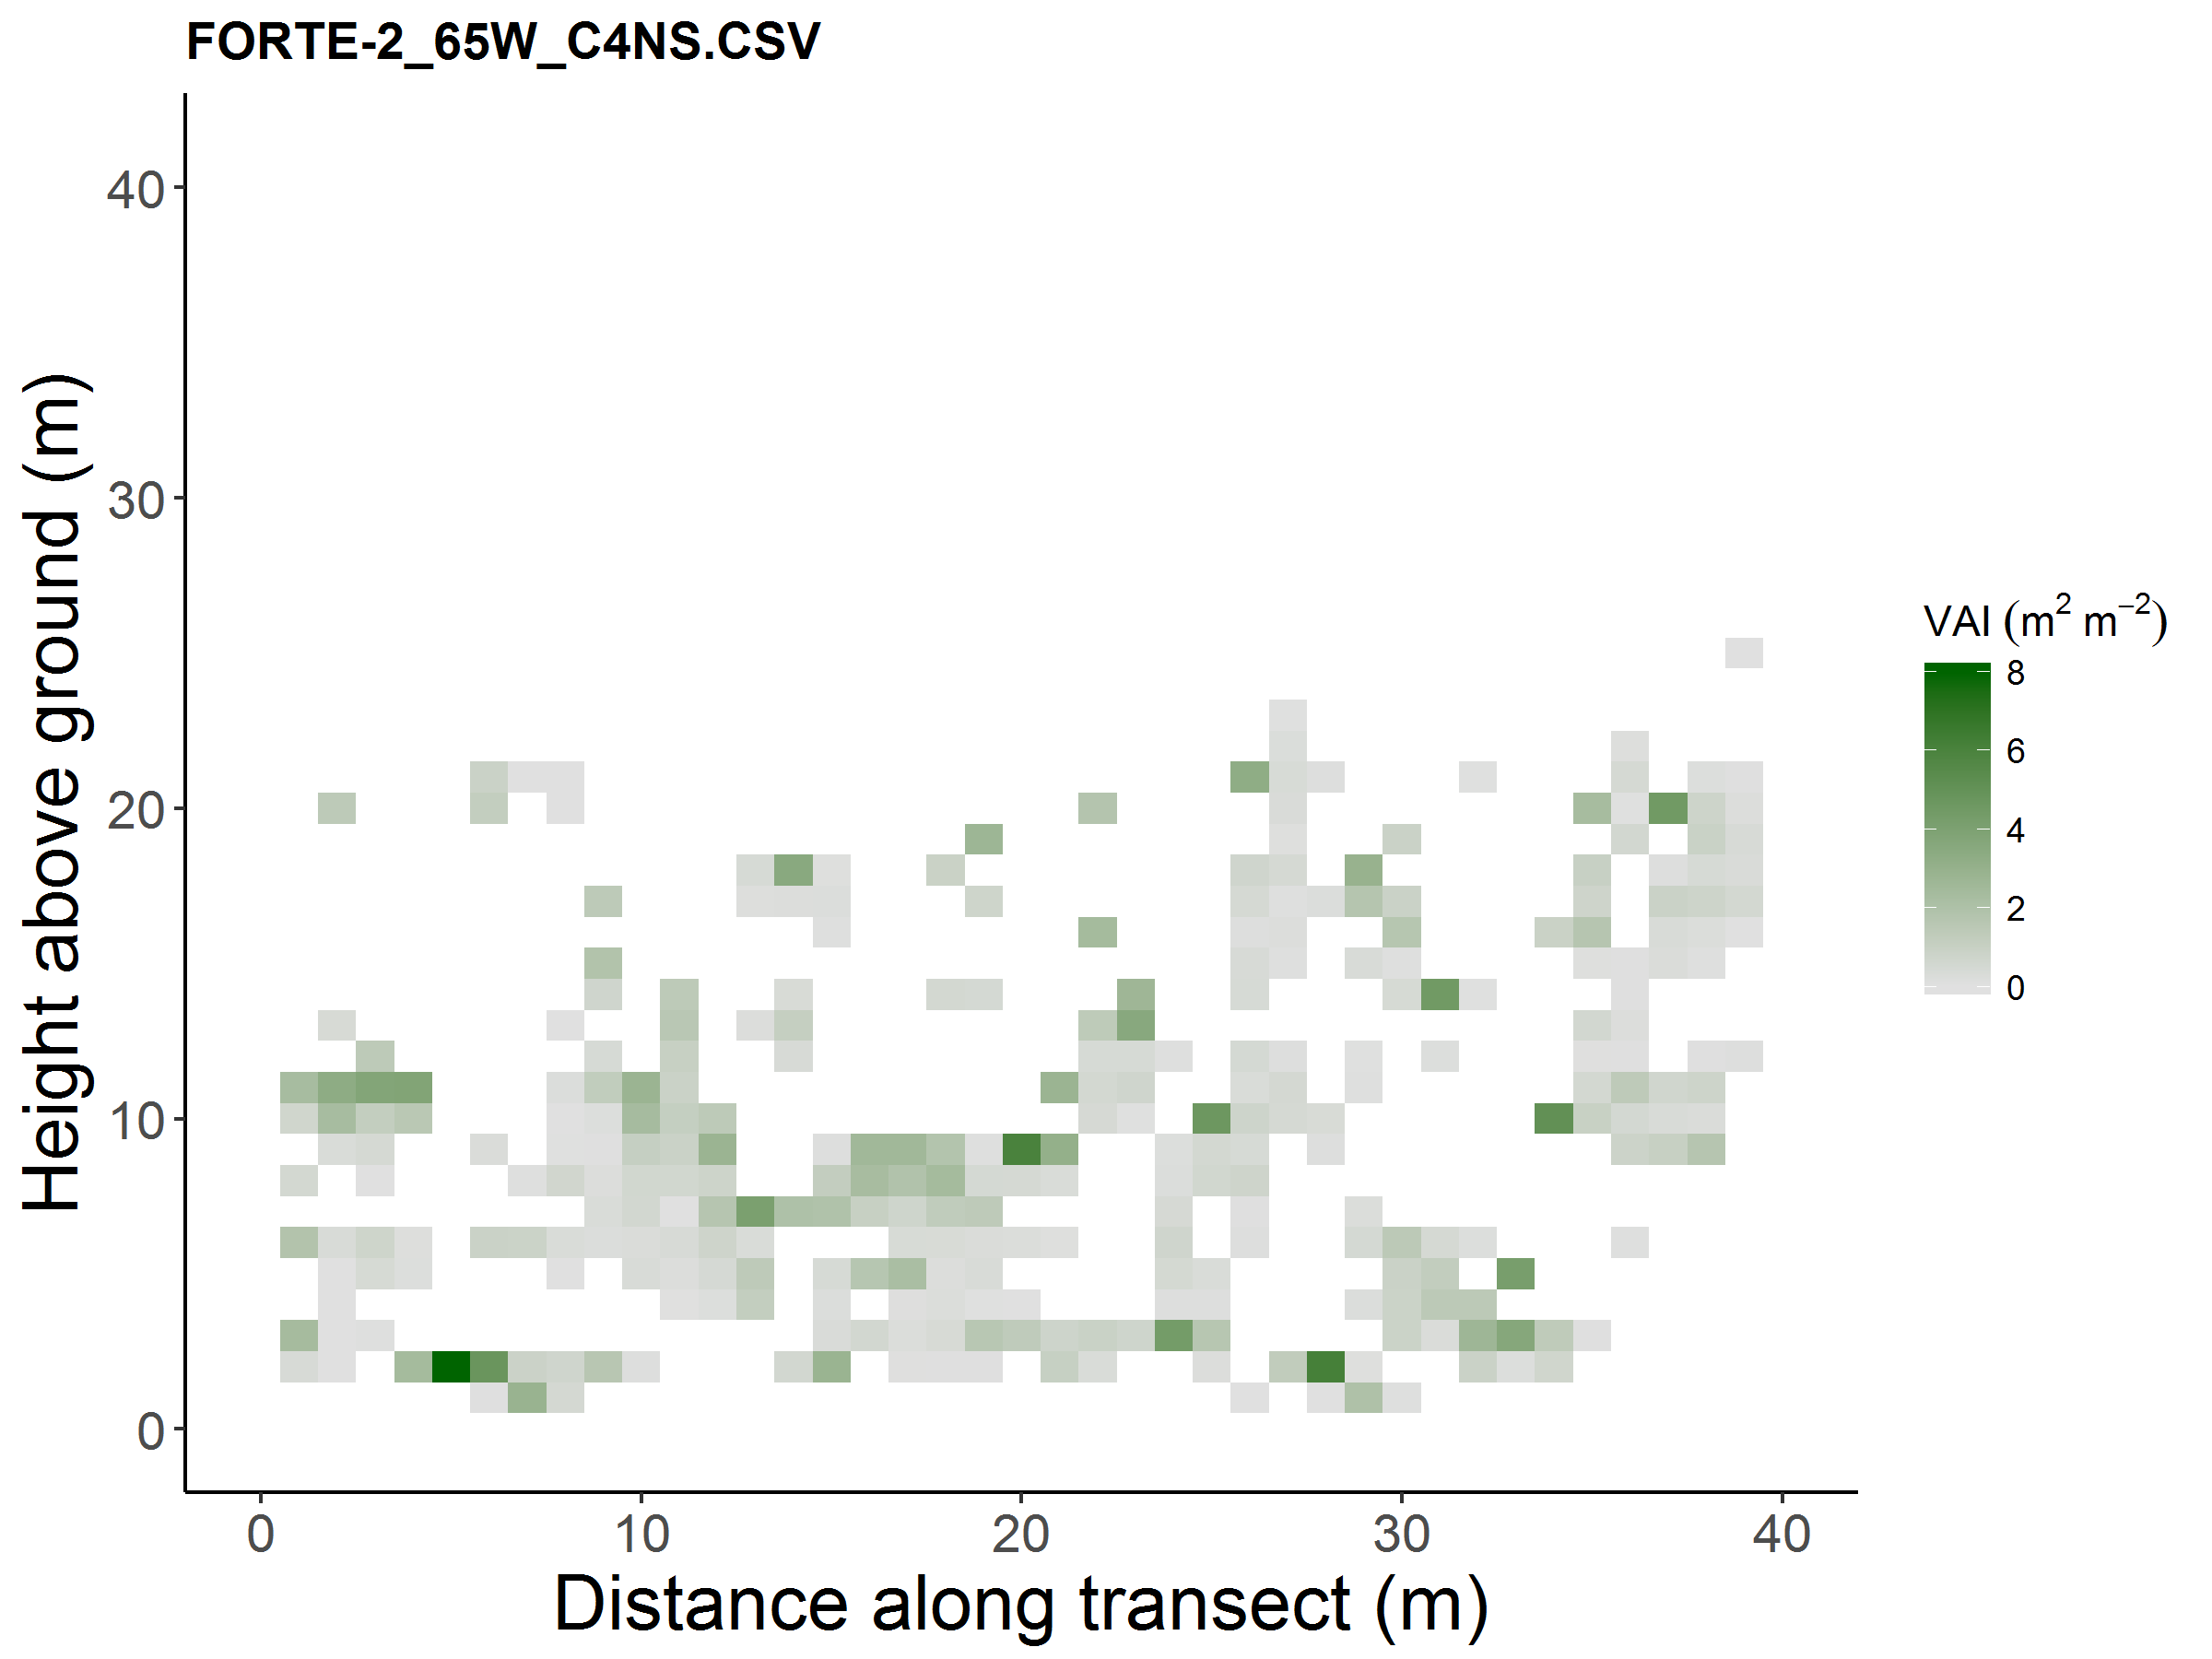 FORTE-2_65W_C4NS.CSV
Height above ground (m)
40
30
20
10
0
0 10 20 30 40
Distance along transect (m)
VAI (m² m⁻²)
8
6
4
2
0